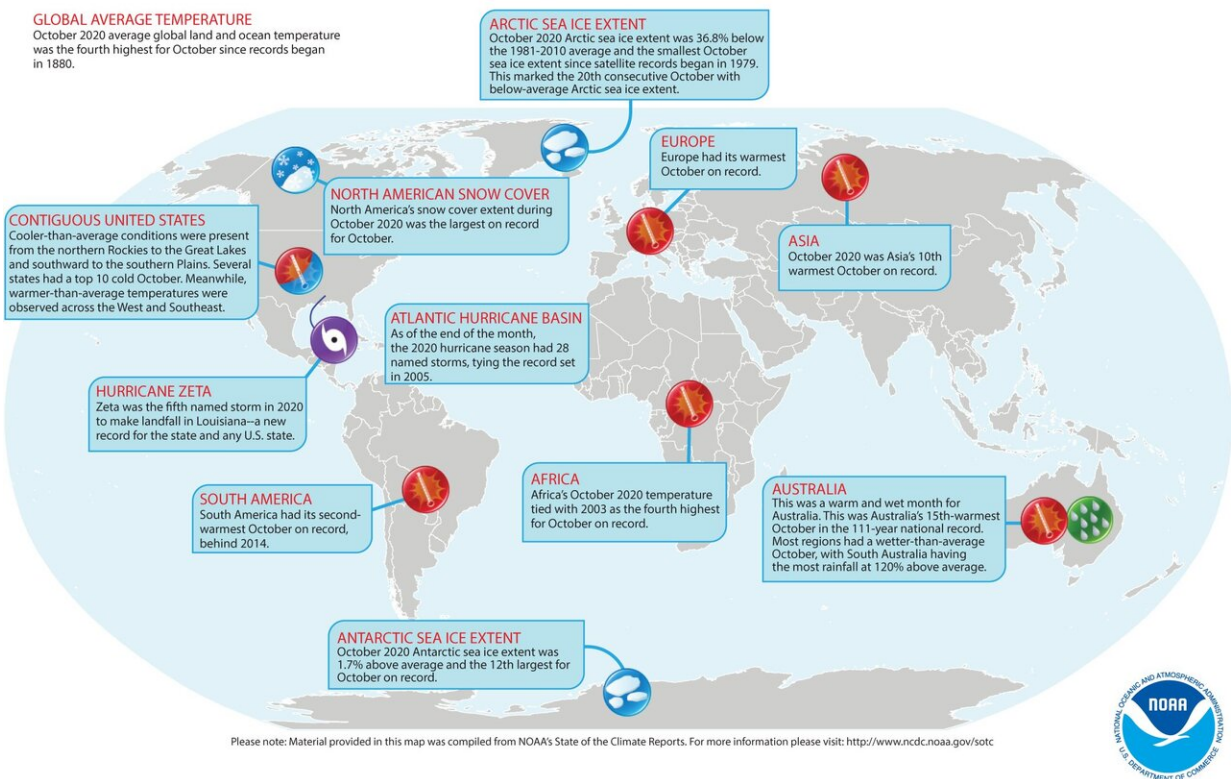 GLOBAL AVERAGE TEMPERATURE
October 2020 average global land and ocean temperature
was the fourth highest for October since records began
in 1880.
ARCTIC SEA ICE EXTENT
October 2020 Arctic sea ice extent was 36.8% below
the 1981-2010 average and the smallest October
sea ice extent since satellite records began in 1979.
This marked the 20th consecutive October with
below-average Arctic sea ice extent.
EUROPE
Europe had its warmest
October on record.
NORTH AMERICAN SNOW COVER
North America's snow cover extent during
October 2020 was the largest on record
for October.
CONTIGUOUS UNITED STATES
Cooler-than-average conditions were present
from the northern Rockies to the Great Lakes
and southward to the southern Plains. Several
states had a top 10 cold October. Meanwhile,
warmer-than-average temperatures were
observed across the West and Southeast.
ASIA
October 2020 was Asia's 10th
warmest October on record.
ATLANTIC HURRICANE BASIN
As of the end of the month,
the 2020 hurricane season had 28
named storms, tying the record set
in 2005.
HURRICANE ZETA
Zeta was the fifth named storm in 2020
to make landfall in Louisiana--a new
record for the state and any U.S. state.
SOUTH AMERICA
South America had its second-
warmest October on record,
behind 2014.
AFRICA
Africa's October 2020 temperature
tied with 2003 as the fourth highest
for October on record.
AUSTRALIA
This was a warm and wet month for
Australia. This was Australia's 15th-warmest
October in the 111-year national record.
Most regions had a wetter-than-average
October, with South Australia having
the most rainfall at 120% above average.
ANTARCTIC SEA ICE EXTENT
October 2020 Antarctic sea ice extent was
1.7% above average and the 12th largest for
October on record.
Please note: Material provided in this map was compiled from NOAA's State of the Climate Reports. For more information please visit: http://www.ncdc.noaa.gov/sotc
NATIONAL OCEANIC AND ATMOSPHERIC ADMINISTRATION
NOAA
U.S. DEPARTMENT OF COMMERCE